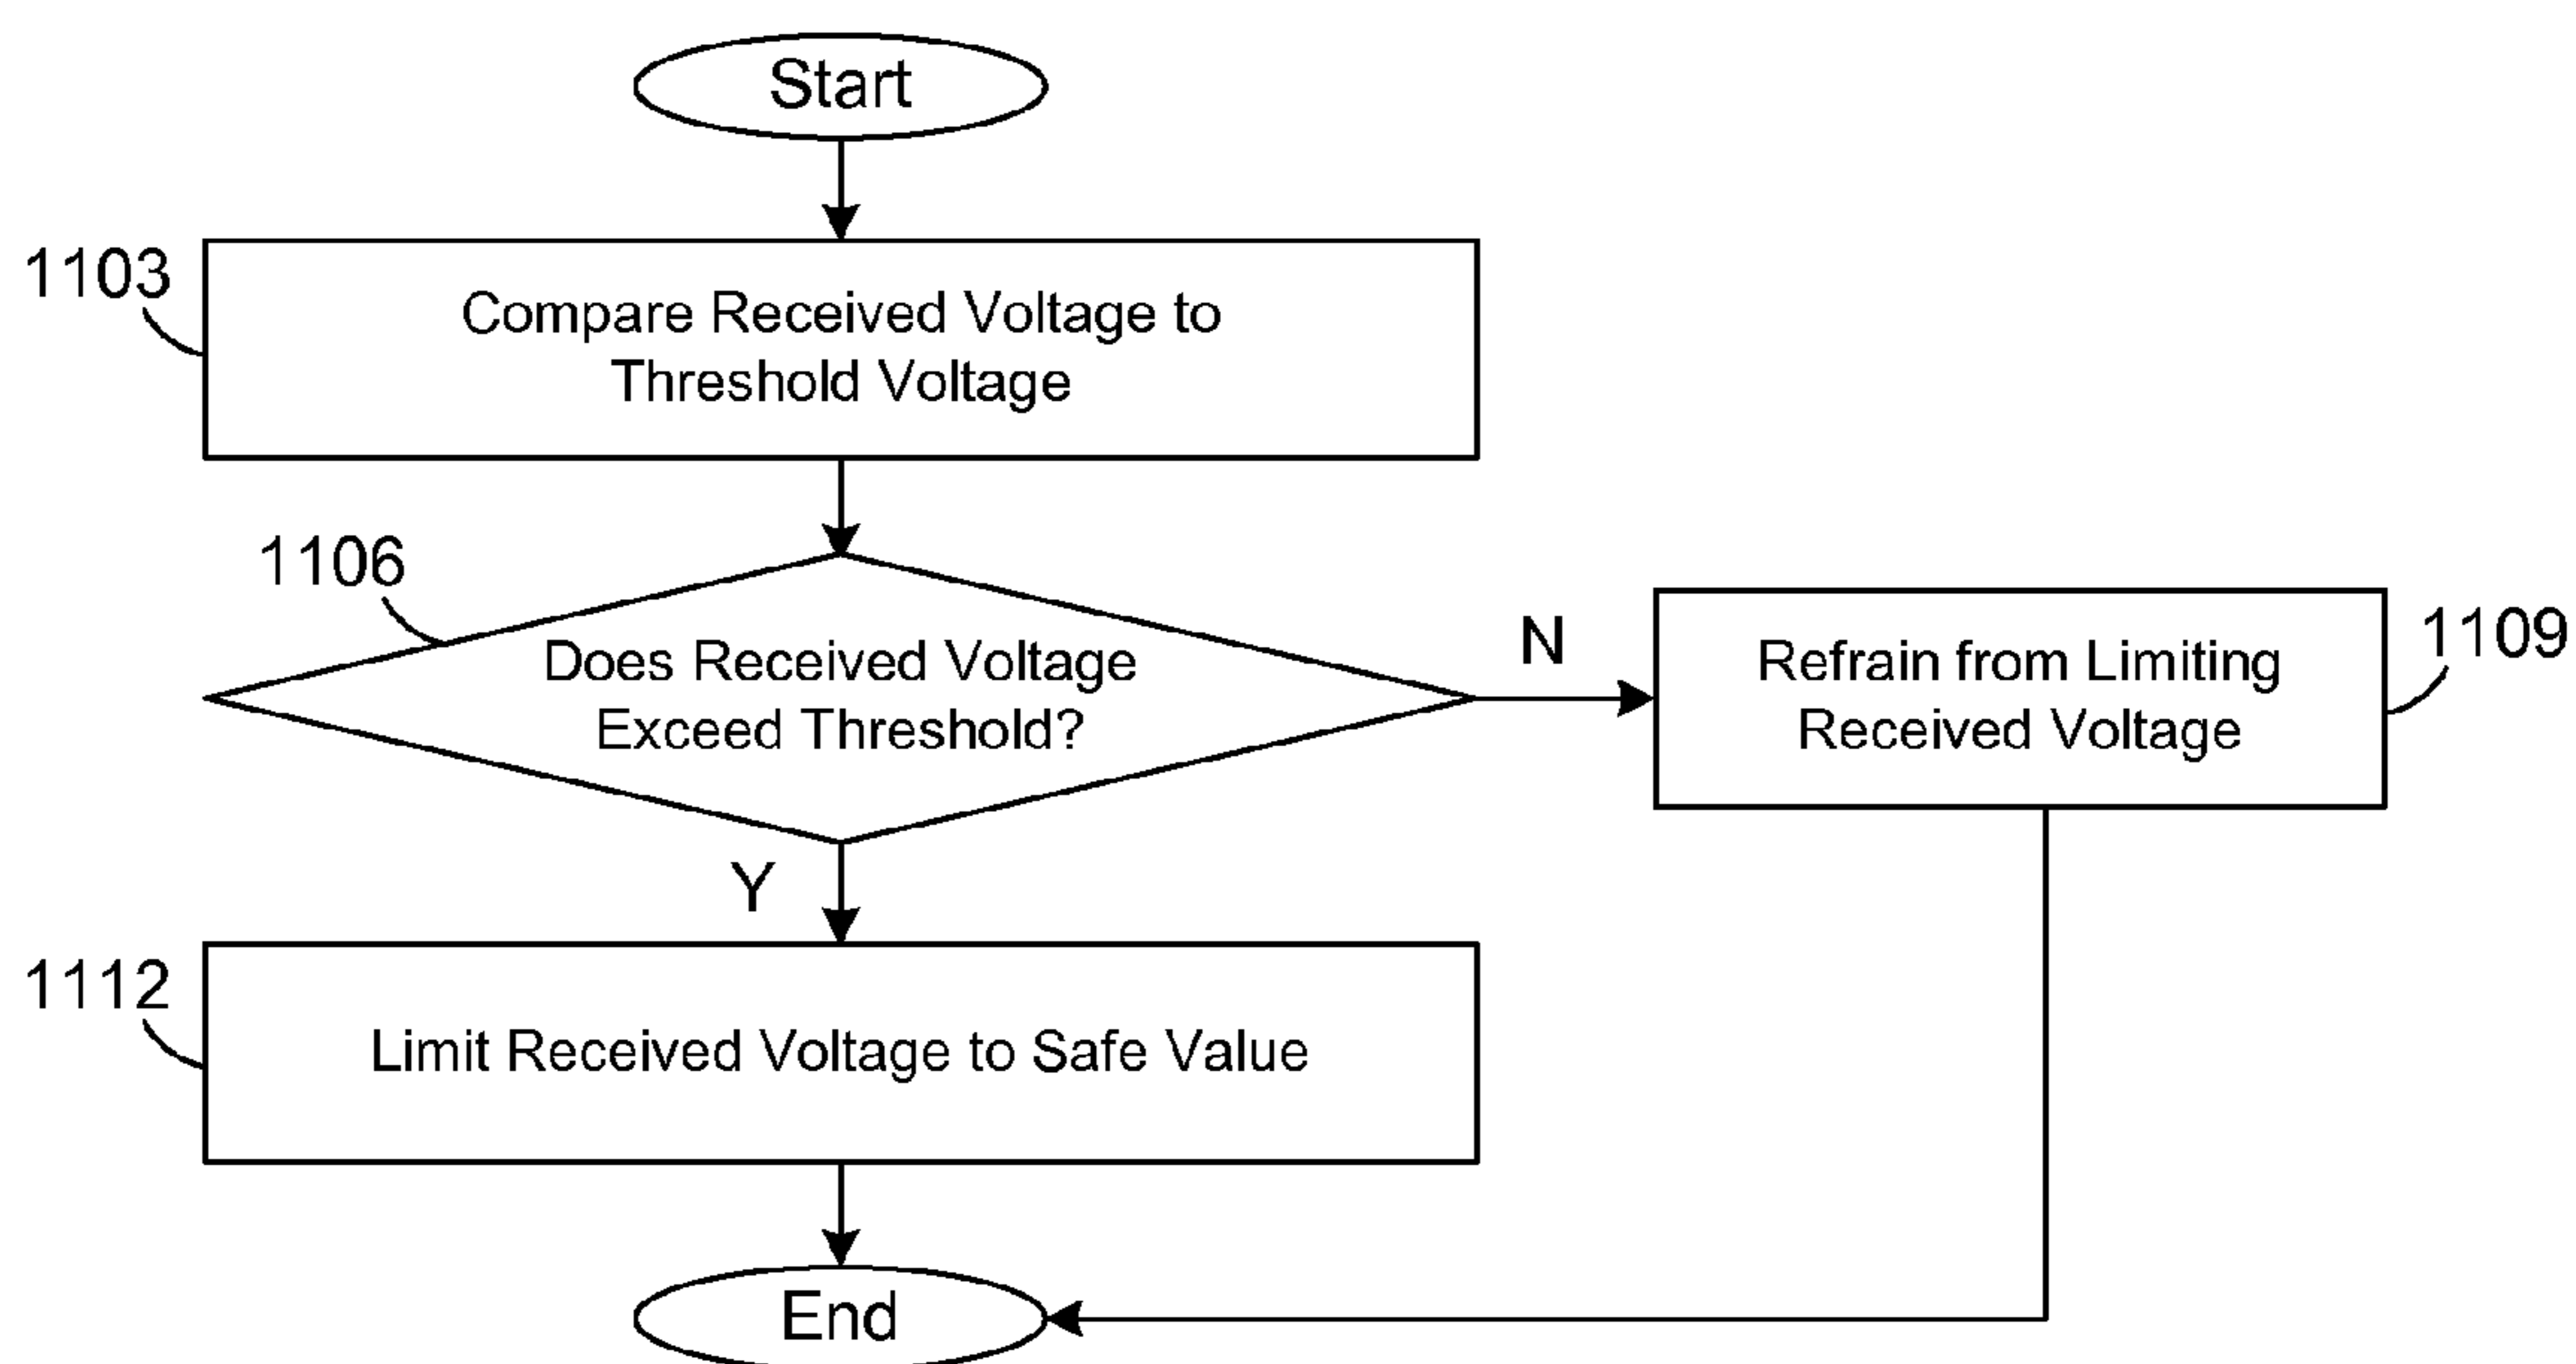 Start
1103
Compare Received Voltage to
Threshold Voltage
1106
Does Received Voltage
Exceed Threshold?
N
Refrain from Limiting
Received Voltage
1109
Y
1112
Limit Received Voltage to Safe Value
End